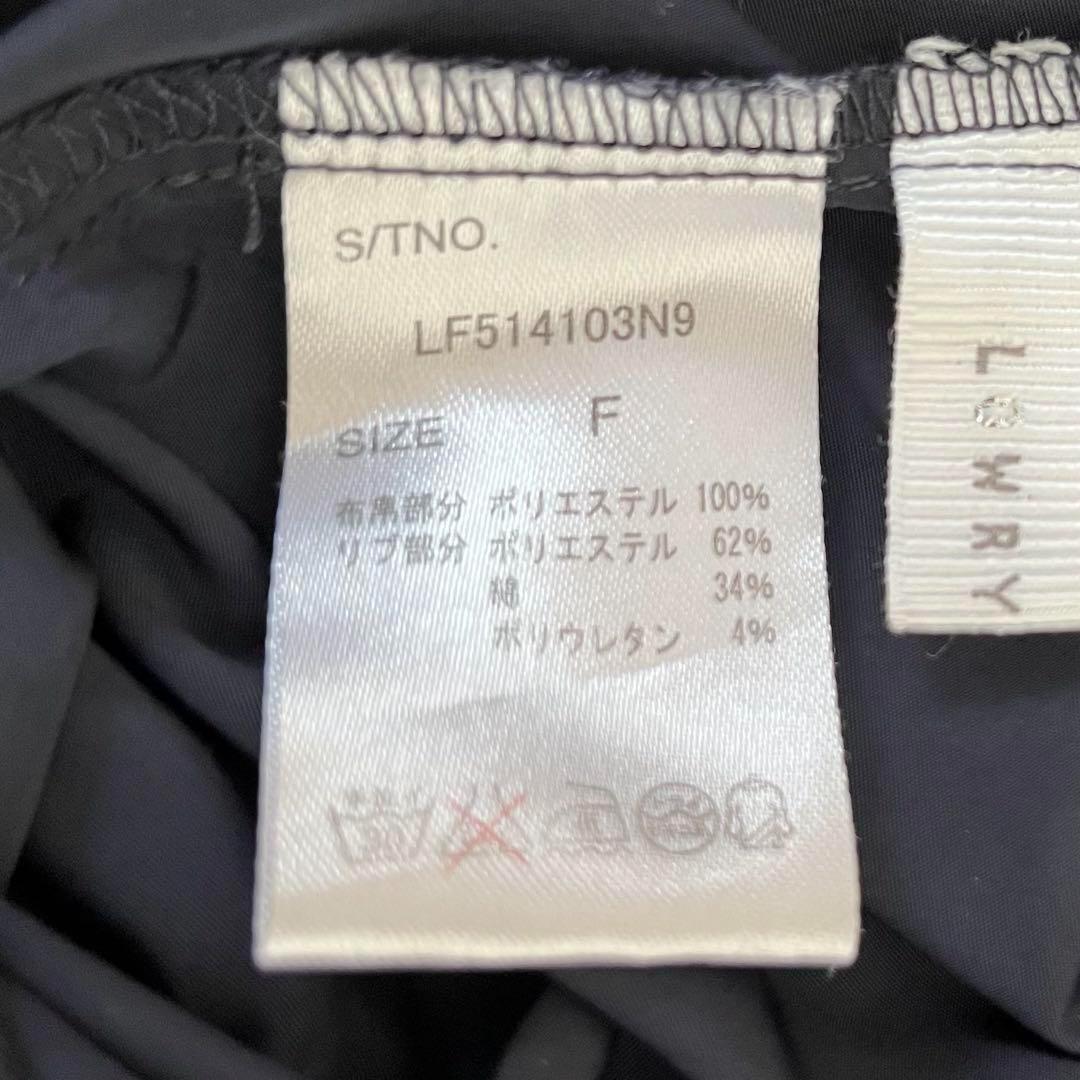 S/TNO.
LF514103N9
SIZE F
布帛部分 ポリエステル 100%
リブ部分 ポリエステル 62%
綿 34%
ポリウレタン 4%
LOWRY